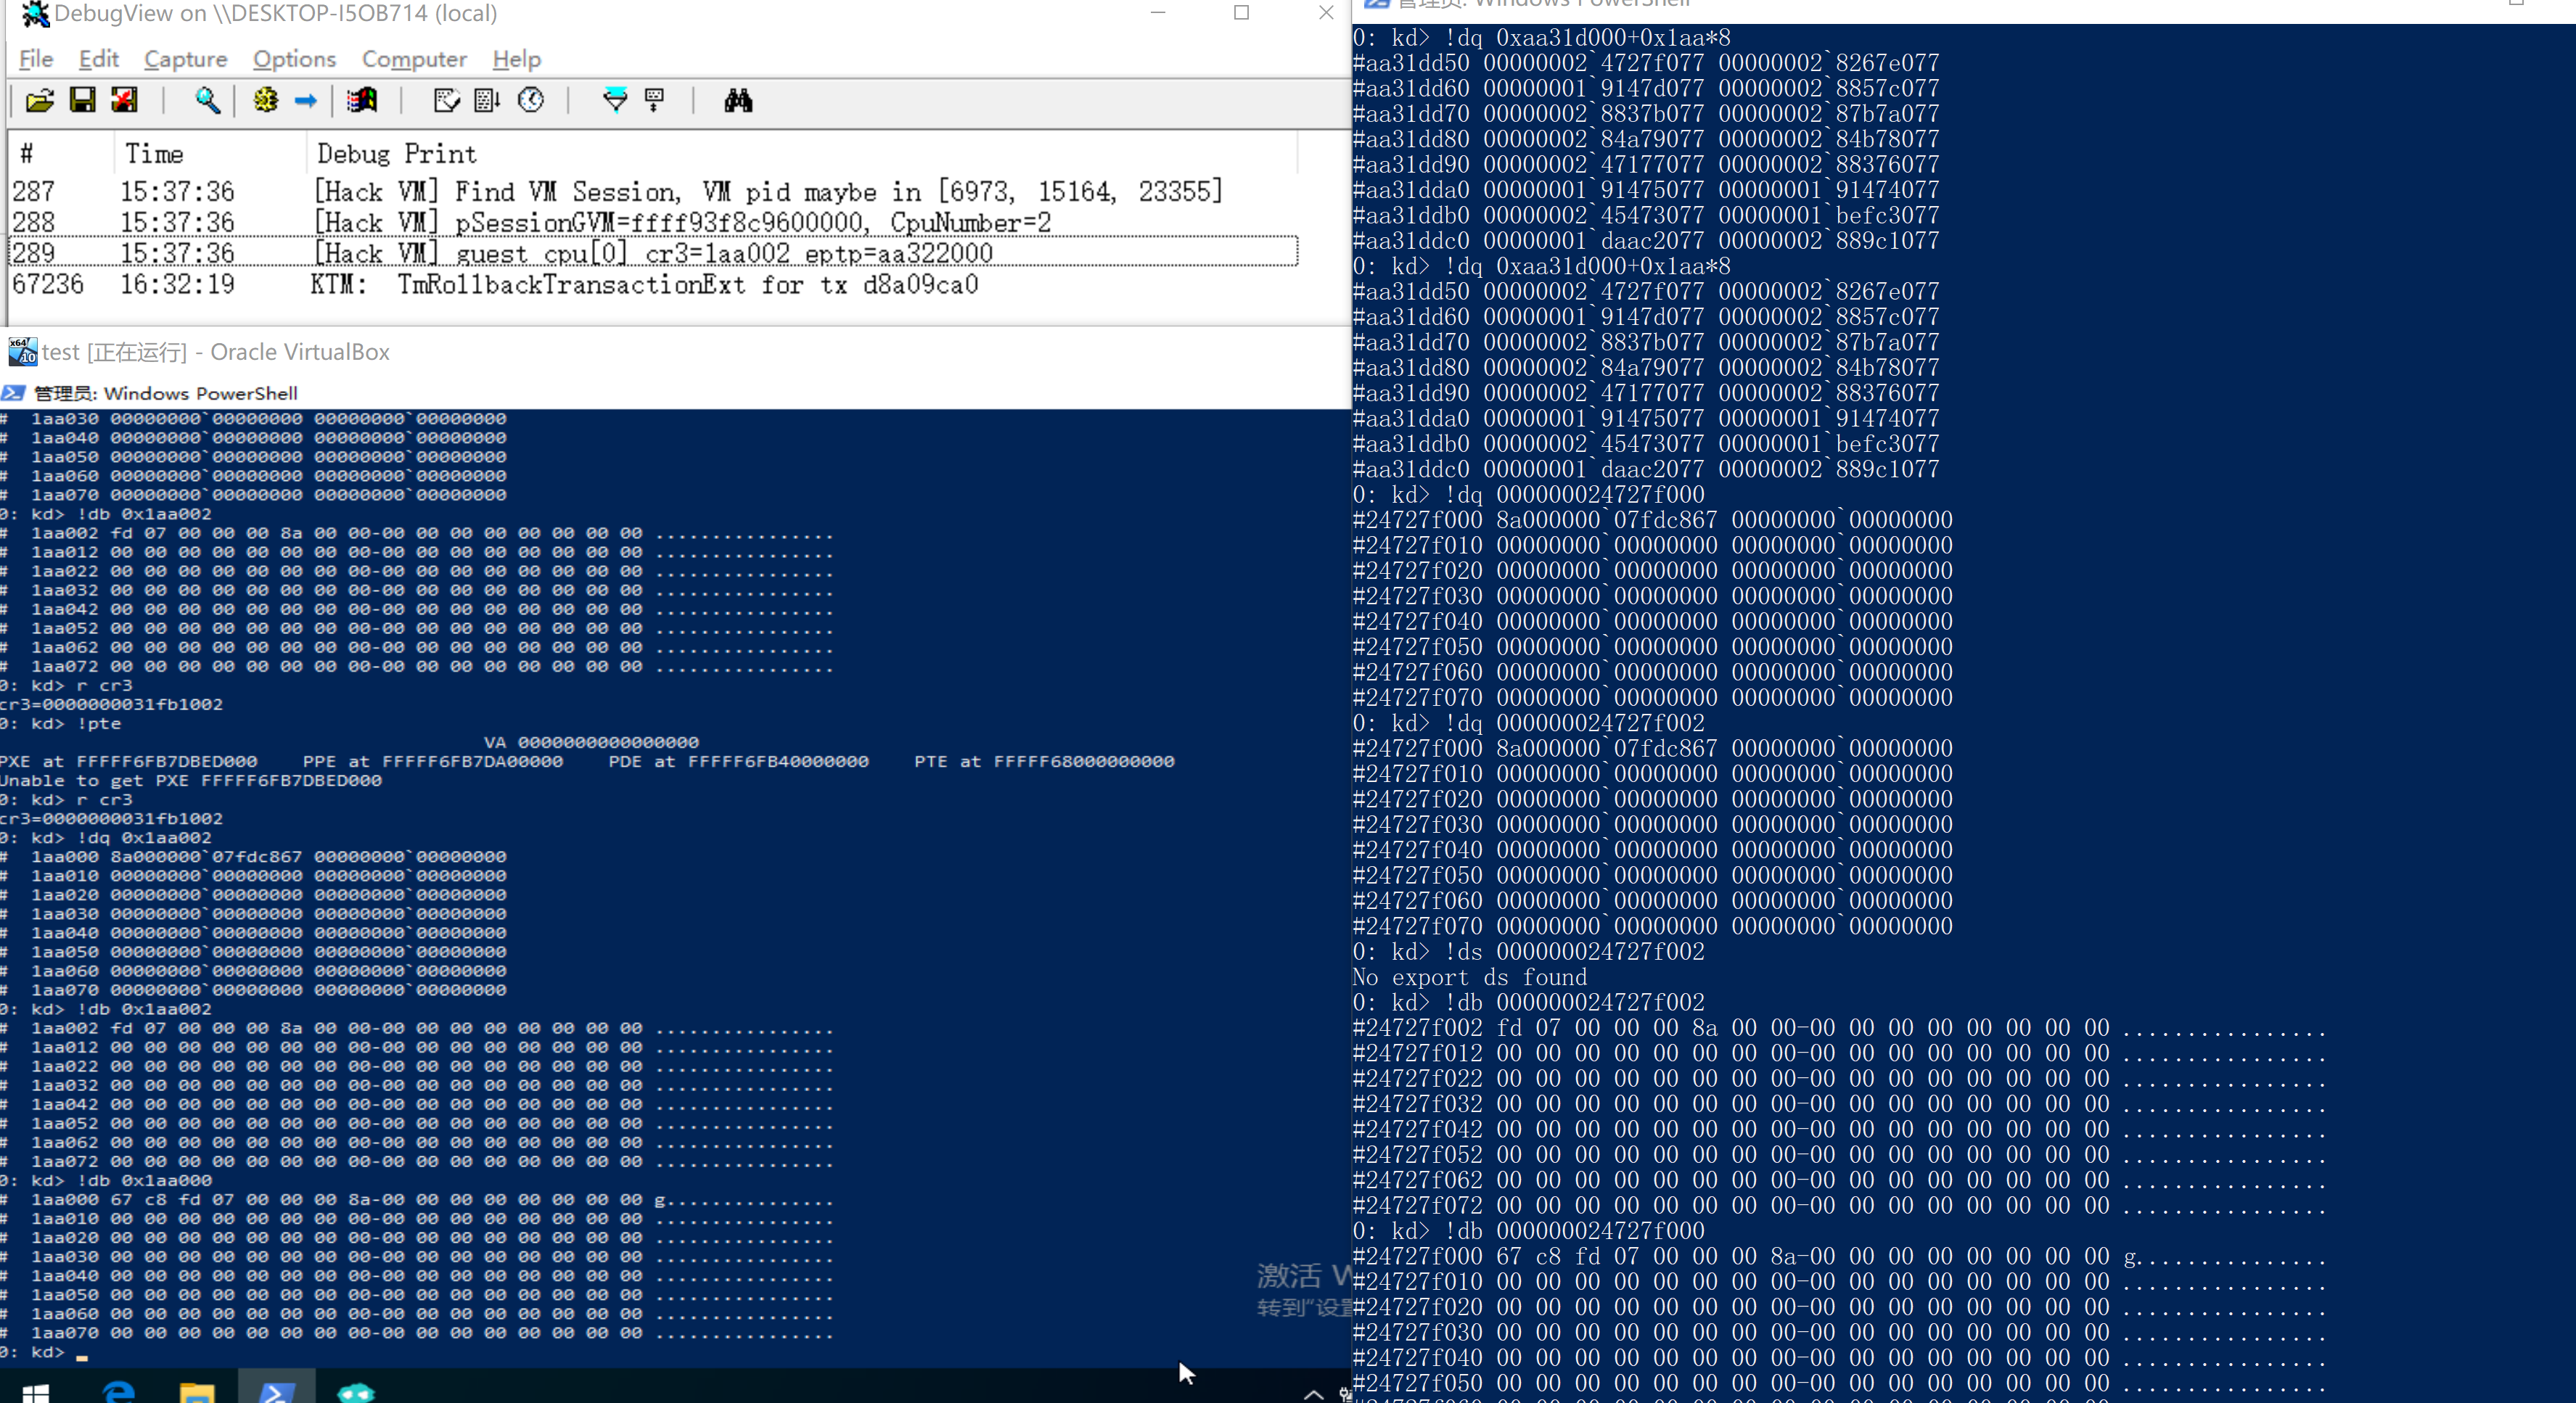 DebugView on \\DESKTOP-I5OB714 (local)
File Edit Capture Options Computer Help
# Time Debug Print
287 15:37:36 [Hack VM] Find VM Session, VM pid maybe in [6973, 15164, 23355]
288 15:37:36 [Hack VM] pSessionGVM=ffff93f8c9600000, CpuNumber=2
289 15:37:36 [Hack VM] guest cpu[0] cr3=1aa002 eptp=aa322000
67236 16:32:19 KTM: TmRollbackTransactionExt for tx d8a09ca0
test [正在运行] - Oracle VirtualBox
管理员: Windows PowerShell
# 1aa030 00000000`00000000 00000000`00000000
# 1aa040 00000000`00000000 00000000`00000000
# 1aa050 00000000`00000000 00000000`00000000
# 1aa060 00000000`00000000 00000000`00000000
# 1aa070 00000000`00000000 00000000`00000000
0: kd> !db 0x1aa002
# 1aa002 fd 07 00 00 00 8a 00 00-00 00 00 00 00 00 00 00 ................
# 1aa012 00 00 00 00 00 00 00 00-00 00 00 00 00 00 00 00 ................
# 1aa022 00 00 00 00 00 00 00 00-00 00 00 00 00 00 00 00 ................
# 1aa032 00 00 00 00 00 00 00 00-00 00 00 00 00 00 00 00 ................
# 1aa042 00 00 00 00 00 00 00 00-00 00 00 00 00 00 00 00 ................
# 1aa052 00 00 00 00 00 00 00 00-00 00 00 00 00 00 00 00 ................
# 1aa062 00 00 00 00 00 00 00 00-00 00 00 00 00 00 00 00 ................
# 1aa072 00 00 00 00 00 00 00 00-00 00 00 00 00 00 00 00 ................
0: kd> r cr3
cr3=0000000031fb1002
0: kd> !pte
VA 0000000000000000
PXE at FFFFF6FB7DBED000 PPE at FFFFF6FB7DA00000 PDE at FFFFF6FB40000000 PTE at FFFFF68000000000
Unable to get PXE FFFFF6FB7DBED000
0: kd> r cr3
cr3=0000000031fb1002
0: kd> !dq 0x1aa002
# 1aa000 8a000000`07fdc867 00000000`00000000
# 1aa010 00000000`00000000 00000000`00000000
# 1aa020 00000000`00000000 00000000`00000000
# 1aa030 00000000`00000000 00000000`00000000
# 1aa040 00000000`00000000 00000000`00000000
# 1aa050 00000000`00000000 00000000`00000000
# 1aa060 00000000`00000000 00000000`00000000
# 1aa070 00000000`00000000 00000000`00000000
0: kd> !db 0x1aa002
# 1aa002 fd 07 00 00 00 8a 00 00-00 00 00 00 00 00 00 00 ................
# 1aa012 00 00 00 00 00 00 00 00-00 00 00 00 00 00 00 00 ................
# 1aa022 00 00 00 00 00 00 00 00-00 00 00 00 00 00 00 00 ................
# 1aa032 00 00 00 00 00 00 00 00-00 00 00 00 00 00 00 00 ................
# 1aa042 00 00 00 00 00 00 00 00-00 00 00 00 00 00 00 00 ................
# 1aa052 00 00 00 00 00 00 00 00-00 00 00 00 00 00 00 00 ................
# 1aa062 00 00 00 00 00 00 00 00-00 00 00 00 00 00 00 00 ................
# 1aa072 00 00 00 00 00 00 00 00-00 00 00 00 00 00 00 00 ................
0: kd> !db 0x1aa000
# 1aa000 67 c8 fd 07 00 00 00 8a-00 00 00 00 00 00 00 00 g...............
# 1aa010 00 00 00 00 00 00 00 00-00 00 00 00 00 00 00 00 ................
# 1aa020 00 00 00 00 00 00 00 00-00 00 00 00 00 00 00 00 ................
# 1aa030 00 00 00 00 00 00 00 00-00 00 00 00 00 00 00 00 ................
# 1aa040 00 00 00 00 00 00 00 00-00 00 00 00 00 00 00 00 ................
# 1aa050 00 00 00 00 00 00 00 00-00 00 00 00 00 00 00 00 ................
# 1aa060 00 00 00 00 00 00 00 00-00 00 00 00 00 00 00 00 ................
# 1aa070 00 00 00 00 00 00 00 00-00 00 00 00 00 00 00 00 ................
0: kd>
激活 W
转到"设置
管理员: Windows PowerShell
0: kd> !dq 0xaa31d000+0x1aa*8
#aa31dd50 00000002`4727f077 00000002`8267e077
#aa31dd60 00000001`9147d077 00000002`8857c077
#aa31dd70 00000002`8837b077 00000002`87b7a077
#aa31dd80 00000002`84a79077 00000002`84b78077
#aa31dd90 00000002`47177077 00000002`88376077
#aa31dda0 00000001`91475077 00000001`91474077
#aa31ddb0 00000002`45473077 00000001`befc3077
#aa31ddc0 00000001`daac2077 00000002`889c1077
0: kd> !dq 0xaa31d000+0x1aa*8
#aa31dd50 00000002`4727f077 00000002`8267e077
#aa31dd60 00000001`9147d077 00000002`8857c077
#aa31dd70 00000002`8837b077 00000002`87b7a077
#aa31dd80 00000002`84a79077 00000002`84b78077
#aa31dd90 00000002`47177077 00000002`88376077
#aa31dda0 00000001`91475077 00000001`91474077
#aa31ddb0 00000002`45473077 00000001`befc3077
#aa31ddc0 00000001`daac2077 00000002`889c1077
0: kd> !dq 000000024727f000
#24727f000 8a000000`07fdc867 00000000`00000000
#24727f010 00000000`00000000 00000000`00000000
#24727f020 00000000`00000000 00000000`00000000
#24727f030 00000000`00000000 00000000`00000000
#24727f040 00000000`00000000 00000000`00000000
#24727f050 00000000`00000000 00000000`00000000
#24727f060 00000000`00000000 00000000`00000000
#24727f070 00000000`00000000 00000000`00000000
0: kd> !dq 000000024727f002
#24727f000 8a000000`07fdc867 00000000`00000000
#24727f010 00000000`00000000 00000000`00000000
#24727f020 00000000`00000000 00000000`00000000
#24727f030 00000000`00000000 00000000`00000000
#24727f040 00000000`00000000 00000000`00000000
#24727f050 00000000`00000000 00000000`00000000
#24727f060 00000000`00000000 00000000`00000000
#24727f070 00000000`00000000 00000000`00000000
0: kd> !ds 000000024727f002
No export ds found
0: kd> !db 000000024727f002
#24727f002 fd 07 00 00 00 8a 00 00-00 00 00 00 00 00 00 00 ................
#24727f012 00 00 00 00 00 00 00 00-00 00 00 00 00 00 00 00 ................
#24727f022 00 00 00 00 00 00 00 00-00 00 00 00 00 00 00 00 ................
#24727f032 00 00 00 00 00 00 00 00-00 00 00 00 00 00 00 00 ................
#24727f042 00 00 00 00 00 00 00 00-00 00 00 00 00 00 00 00 ................
#24727f052 00 00 00 00 00 00 00 00-00 00 00 00 00 00 00 00 ................
#24727f062 00 00 00 00 00 00 00 00-00 00 00 00 00 00 00 00 ................
#24727f072 00 00 00 00 00 00 00 00-00 00 00 00 00 00 00 00 ................
0: kd> !db 000000024727f000
#24727f000 67 c8 fd 07 00 00 00 8a-00 00 00 00 00 00 00 00 g...............
#24727f010 00 00 00 00 00 00 00 00-00 00 00 00 00 00 00 00 ................
#24727f020 00 00 00 00 00 00 00 00-00 00 00 00 00 00 00 00 ................
#24727f030 00 00 00 00 00 00 00 00-00 00 00 00 00 00 00 00 ................
#24727f040 00 00 00 00 00 00 00 00-00 00 00 00 00 00 00 00 ................
#24727f050 00 00 00 00 00 00 00 00-00 00 00 00 00 00 00 00 ................